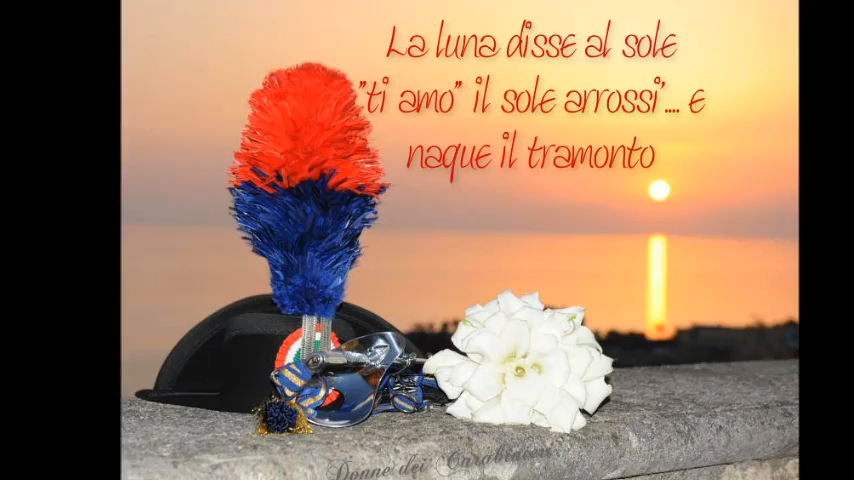 La luna disse al sole
"ti amo" il sole arrossi'.... e
naque il tramonto
Donne dei Carabinieri